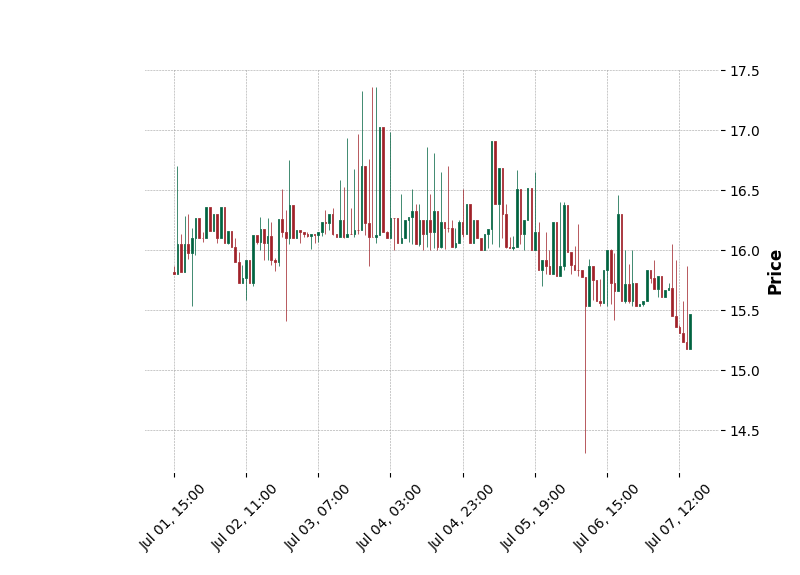 17.5
17.0
16.5
16.0
15.5
15.0
14.5
Price
Jul 01, 15:00
Jul 02, 11:00
Jul 03, 07:00
Jul 04, 03:00
Jul 04, 23:00
Jul 05, 19:00
Jul 06, 15:00
Jul 07, 12:00